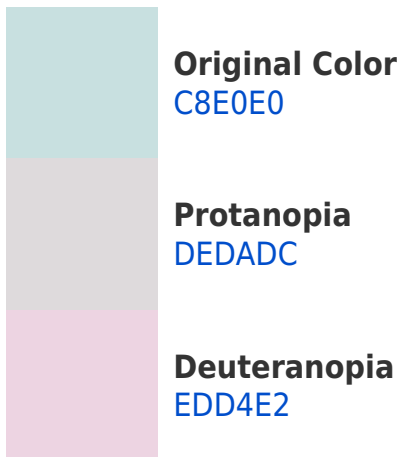 Original Color
C8E0E0
Protanopia
DEDADC
Deuteranopia
EDD4E2